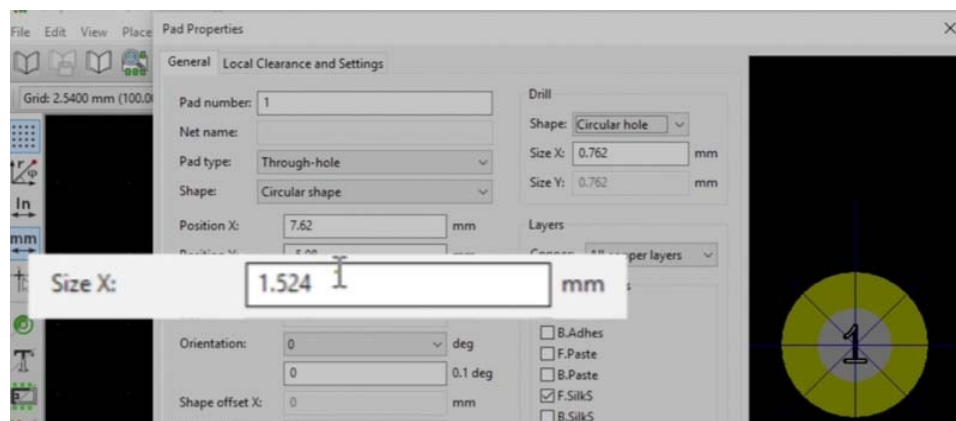 File Edit View Place
Pad Properties
General Local Clearance and Settings
Grid: 2.5400 mm (100.0
Pad number: 1
Net name:
Pad type: Through-hole
Shape: Circular shape
Position X: 7.62 mm
Drill
Shape: Circular hole
Size X: 0.762 mm
Size Y: 0.762 mm
Layers
All copper layers
Size X: 1.524 mm
Orientation: 0 deg
0 0.1 deg
Shape offset X: 0 mm
B.Adhes
F.Paste
B.Paste
F.SilkS
B.SilkS
In
mm
1